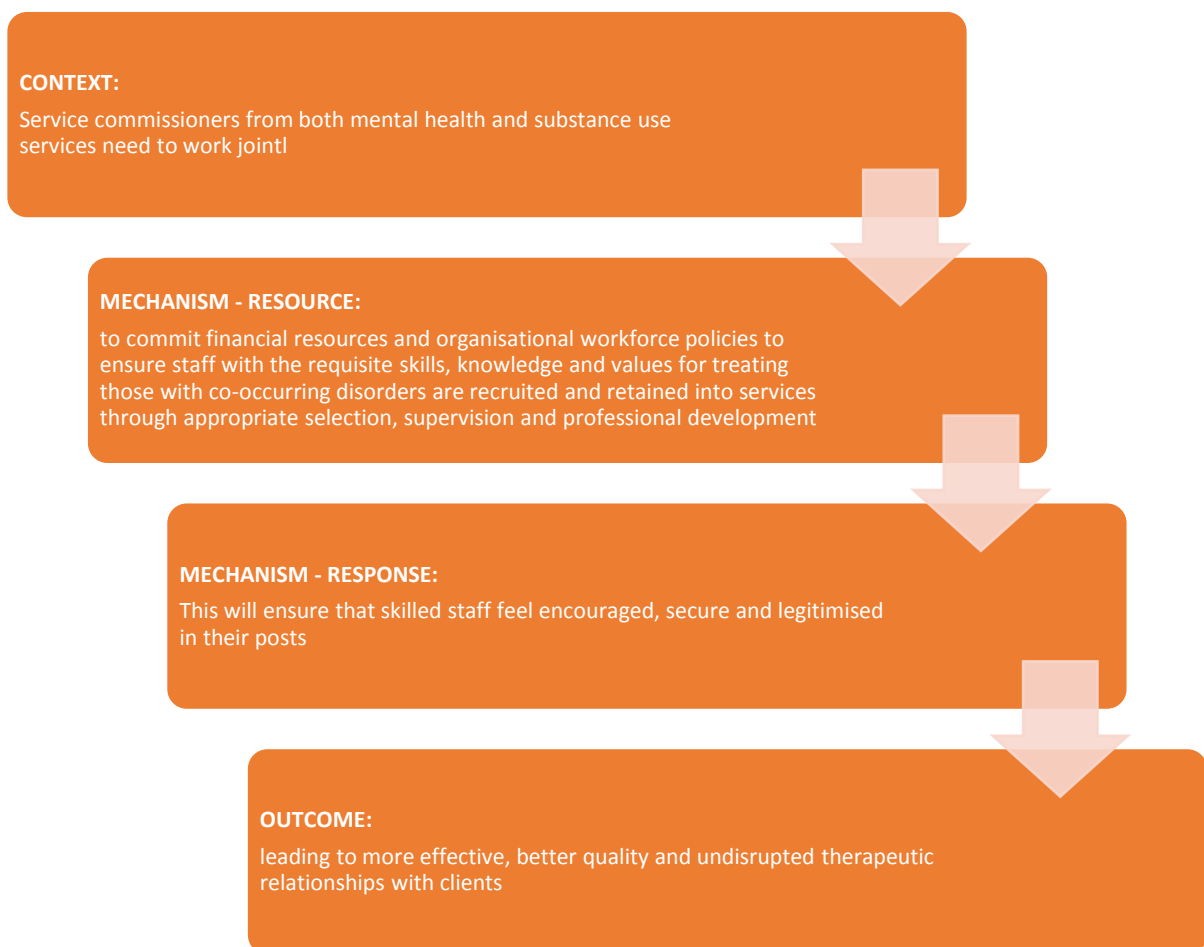 CONTEXT:
Service commissioners from both mental health and substance use
services need to work jointl
MECHANISM - RESOURCE:
to commit financial resources and organisational workforce policies to
ensure staff with the requisite skills, knowledge and values for treating
those with co-occurring disorders are recruited and retained into services
through appropriate selection, supervision and professional development
MECHANISM - RESPONSE:
This will ensure that skilled staff feel encouraged, secure and legitimised
in their posts
OUTCOME:
leading to more effective, better quality and undisrupted therapeutic
relationships with clients